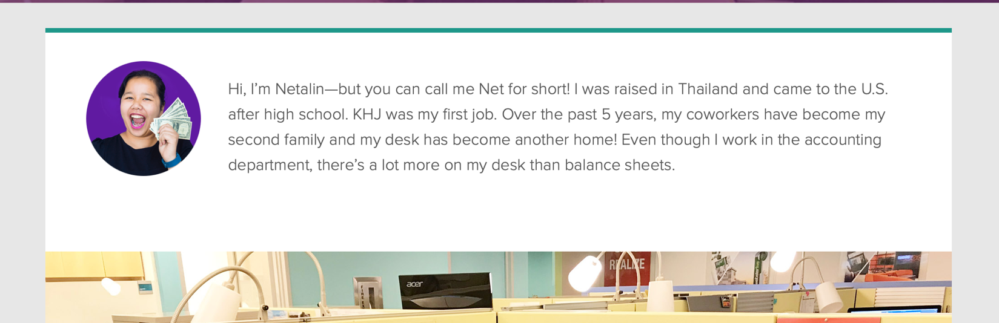 Hi, I’m Netalin—but you can call me Net for short! I was raised in Thailand and came to the U.S.
after high school. KHJ was my first job. Over the past 5 years, my coworkers have become my
second family and my desk has become another home! Even though I work in the accounting
department, there’s a lot more on my desk than balance sheets.
REALIZE
acer
FIRE